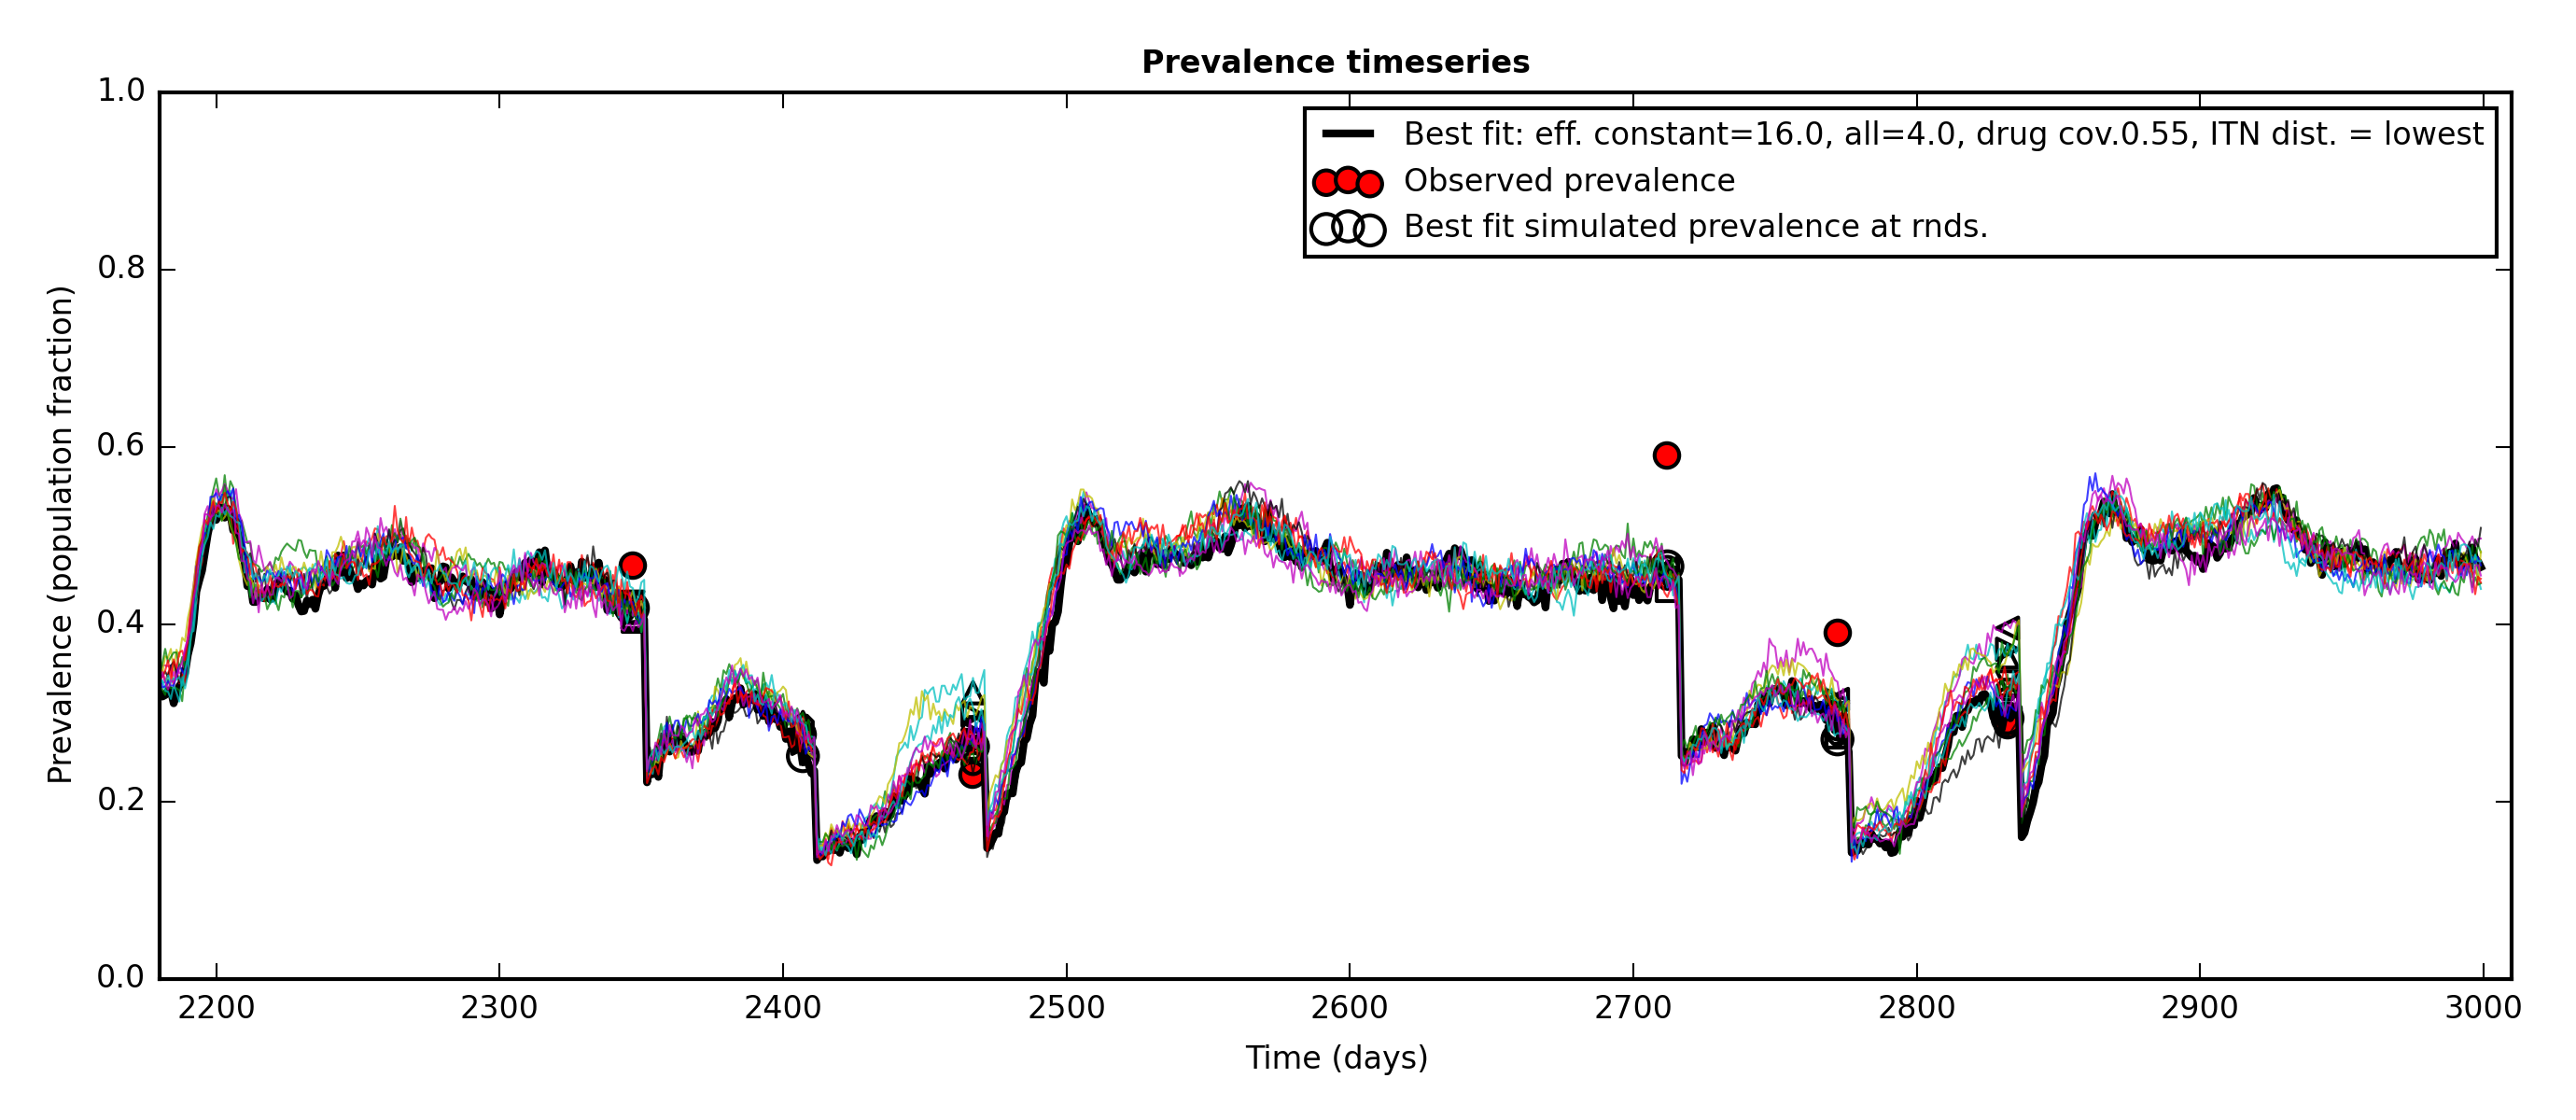 Prevalence timeseries
1.0
0.8
0.6
0.4
0.2
0.0
Prevalence (population fraction)
Best fit: eff. constant=16.0, all=4.0, drug cov.0.55, ITN dist. = lowest
Observed prevalence
Best fit simulated prevalence at rnds.
2200 2300 2400 2500 2600 2700 2800 2900 3000
Time (days)